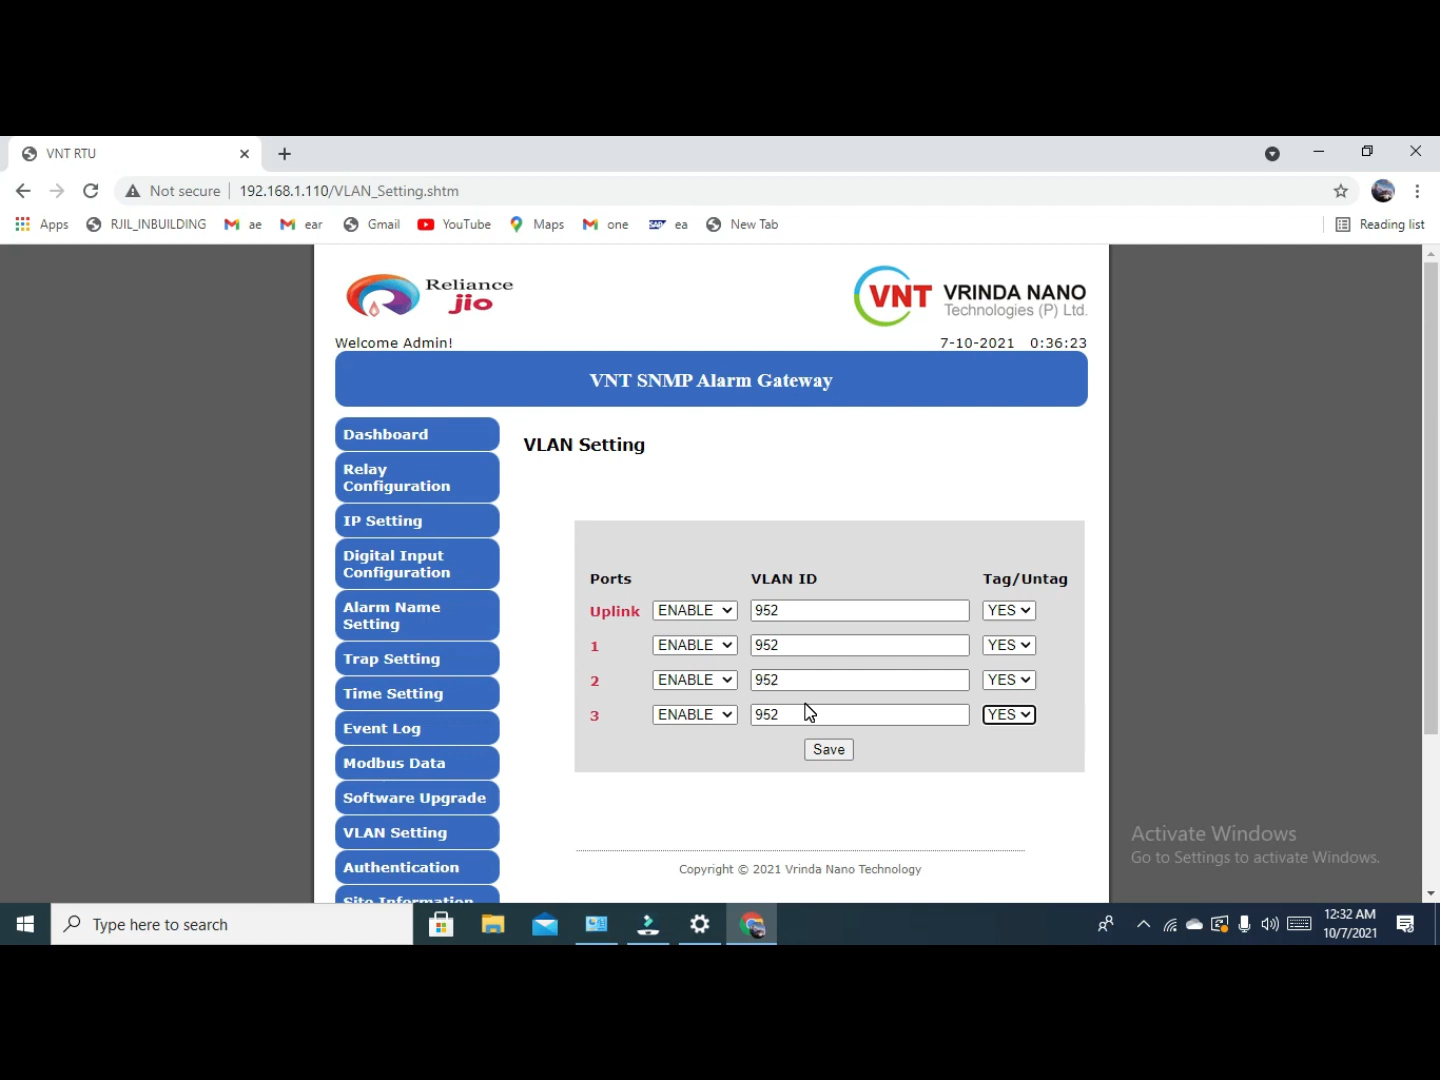 VNT RTU
Not secure 192.168.1.110/VLAN_Setting.shtm
Apps RJIL_INBUILDING ae ear Gmail YouTube Maps one SAP ea New Tab Reading list
Reliance
jio
VNT VRINDA NANO
Technologies (P) Ltd.
Welcome Admin! 7-10-2021 0:36:23
VNT SNMP Alarm Gateway
Dashboard
Relay
Configuration
IP Setting
Digital Input
Configuration
Alarm Name
Setting
Trap Setting
Time Setting
Event Log
Modbus Data
Software Upgrade
VLAN Setting
Authentication
Site Information
VLAN Setting
Ports VLAN ID Tag/Untag
Uplink ENABLE 952 YES
1 ENABLE 952 YES
2 ENABLE 952 YES
3 ENABLE 952 YES
Save
Copyright © 2021 Vrinda Nano Technology
Activate Windows
Go to Settings to activate Windows.
Type here to search
12:32 AM
10/7/2021